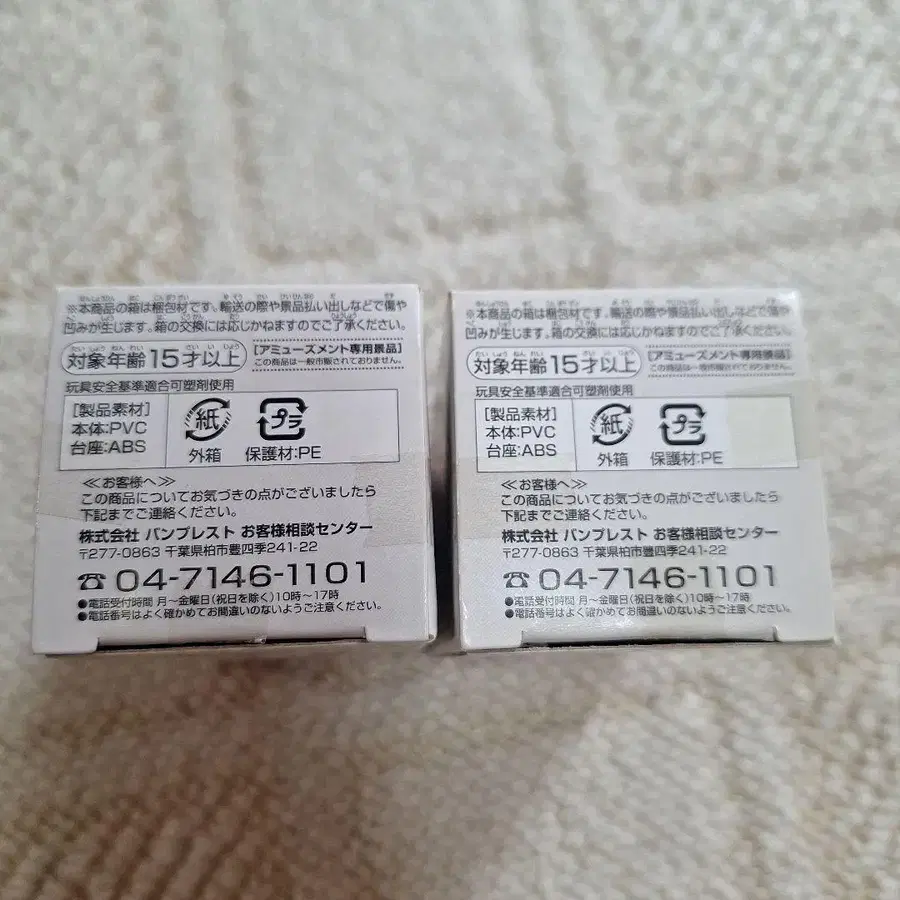 ※本商品の箱は梱包材です。輸送の際や景品払い出しなどで傷や
凹みが生じます。箱の交換には応じかねますのでご了承ください。
対象年齢15才以上
[アミューズメント専用景品]
この商品は一般市販されておりません。
玩具安全基準適合可塑剤使用
[製品素材]
本体:PVC
台座:ABS
紙
外箱
プラ
保護材:PE
≪お客様へ≫
この商品についてお気づきの点がございましたら
下記までご連絡ください。
株式会社 バンプレスト お客様相談センター
〒277-0863 千葉県柏市豊四季241-22
☎04-7146-1101
●電話受付時間 月～金曜日(祝日を除く)10時～17時
●電話番号はよく確かめてお間違いのないようご注意ください。
※本商品の箱は梱包材です。輸送の際や景品払い出しなどで傷や
凹みが生じます。箱の交換には応じかねますのでご了承ください。
対象年齢15才以上
[アミューズメント専用景品]
この商品は一般市販されておりません。
玩具安全基準適合可塑剤使用
[製品素材]
本体:PVC
台座:ABS
紙
外箱
プラ
保護材:PE
≪お客様へ≫
この商品についてお気づきの点がございましたら
下記までご連絡ください。
株式会社 バンプレスト お客様相談センター
〒277-0863 千葉県柏市豊四季241-22
☎04-7146-1101
●電話受付時間 月～金曜日(祝日を除く)10時～17時
●電話番号はよく確かめてお間違いのないようご注意ください。